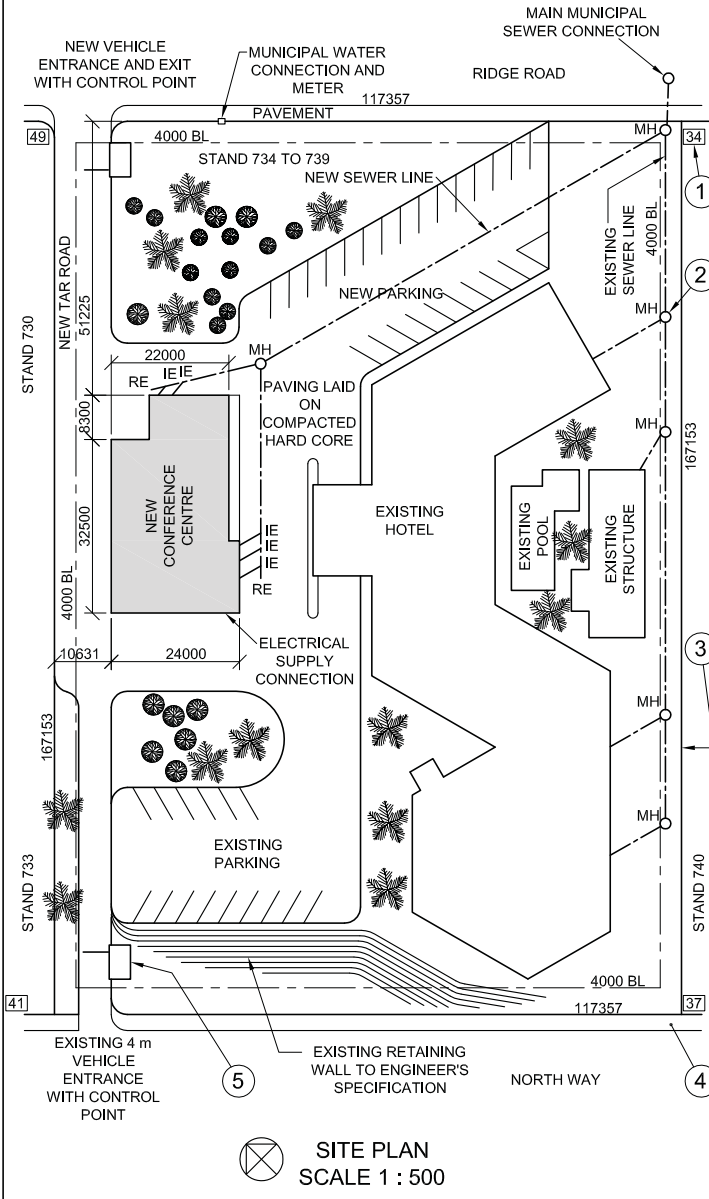 MAIN MUNICIPAL
SEWER CONNECTION
NEW VEHICLE
ENTRANCE AND EXIT
WITH CONTROL POINT
MUNICIPAL WATER
CONNECTION AND
METER
RIDGE ROAD
117357
PAVEMENT
49
4000 BL
MH
34
STAND 734 TO 739
NEW SEWER LINE
1
EXISTING
SEWER LINE
4000 BL
NEW TAR ROAD
51225
NEW PARKING
2
MH
STAND 730
22000
MH
IE
IE
RE
PAVING LAID
ON
COMPACTED
HARD CORE
8300
MH
167153
NEW
CONFERENCE
CENTRE
32500
EXISTING
HOTEL
EXISTING
POOL
EXISTING
STRUCTURE
IE
IE
IE
RE
4000 BL
10631
24000
ELECTRICAL
SUPPLY
CONNECTION
3
MH
167153
MH
EXISTING
PARKING
STAND 733
STAND 740
4000 BL
41
117357
37
EXISTING 4 m
VEHICLE
ENTRANCE
WITH CONTROL
POINT
5
EXISTING RETAINING
WALL TO ENGINEER'S
SPECIFICATION
NORTH WAY
4
SITE PLAN
SCALE 1 : 500